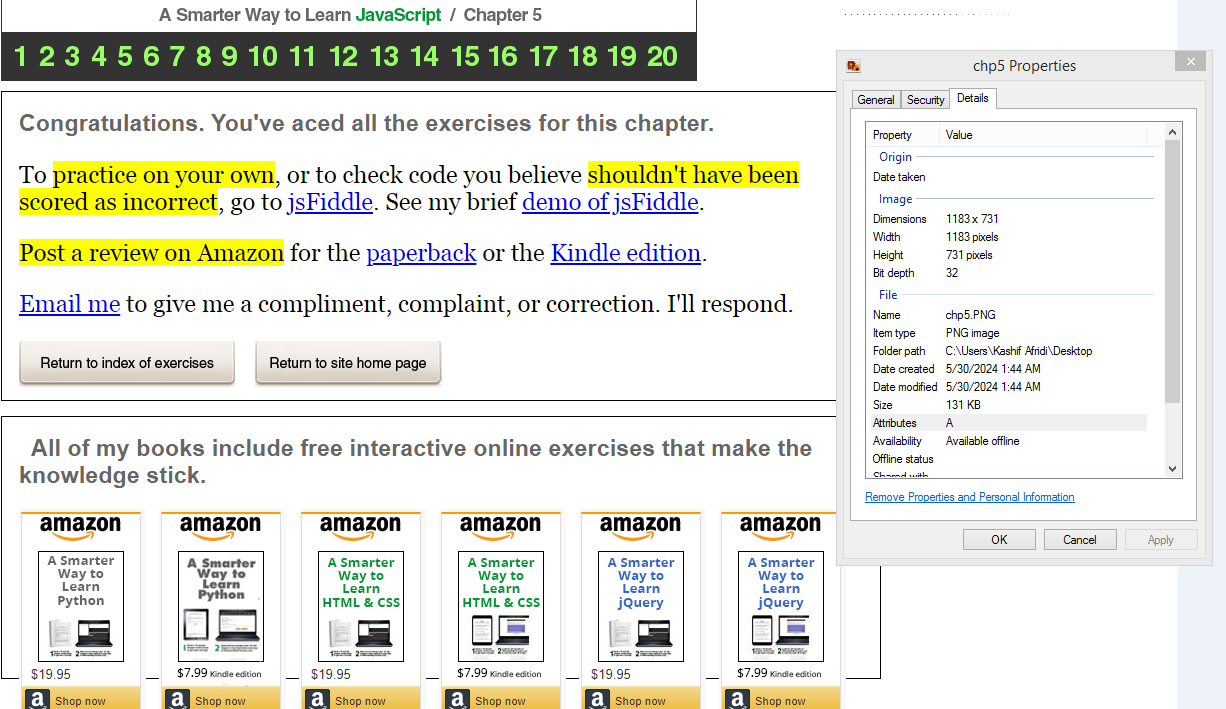 A Smarter Way to Learn JavaScript / Chapter 5
1 2 3 4 5 6 7 8 9 10 11 12 13 14 15 16 17 18 19 20
Congratulations. You've aced all the exercises for this chapter.
To practice on your own, or to check code you believe shouldn't have been
scored as incorrect, go to jsFiddle. See my brief demo of jsFiddle.
Post a review on Amazon for the paperback or the Kindle edition.
Email me to give me a compliment, complaint, or correction. I'll respond.
Return to index of exercises
Return to site home page
All of my books include free interactive online exercises that make the
knowledge stick.
amazon
A Smarter
Way to
Learn
Python
$19.95
Shop now
amazon
A Smarter
Way to
Learn
Python
$7.99 Kindle edition
Shop now
amazon
A Smarter
Way to
Learn
HTML & CSS
$19.95
Shop now
amazon
A Smarter
Way to
Learn
HTML & CSS
$7.99 Kindle edition
Shop now
amazon
A Smarter
Way to
Learn
jQuery
$19.95
Shop now
amazon
A Smarter
Way to
Learn
jQuery
$7.99 Kindle edition
Shop now
chp5 Properties
General Security Details
Property Value
Origin
Date taken
Image
Dimensions 1183 x 731
Width 1183 pixels
Height 731 pixels
Bit depth 32
File
Name chp5.PNG
Item type PNG image
Folder path C:\Users\Kashif Afridi\Desktop
Date created 5/30/2024 1:44 AM
Date modified 5/30/2024 1:44 AM
Size 131 KB
Attributes A
Availability Available offline
Offline status
Shared with
Remove Properties and Personal Information
OK Cancel Apply